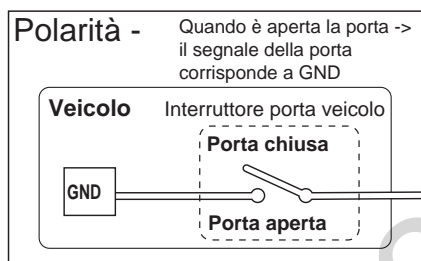 Polarità -
Quando è aperta la porta ->
il segnale della porta
corrisponde a GND
Veicolo
Interruttore porta veicolo
Porta chiusa
GND
Porta aperta